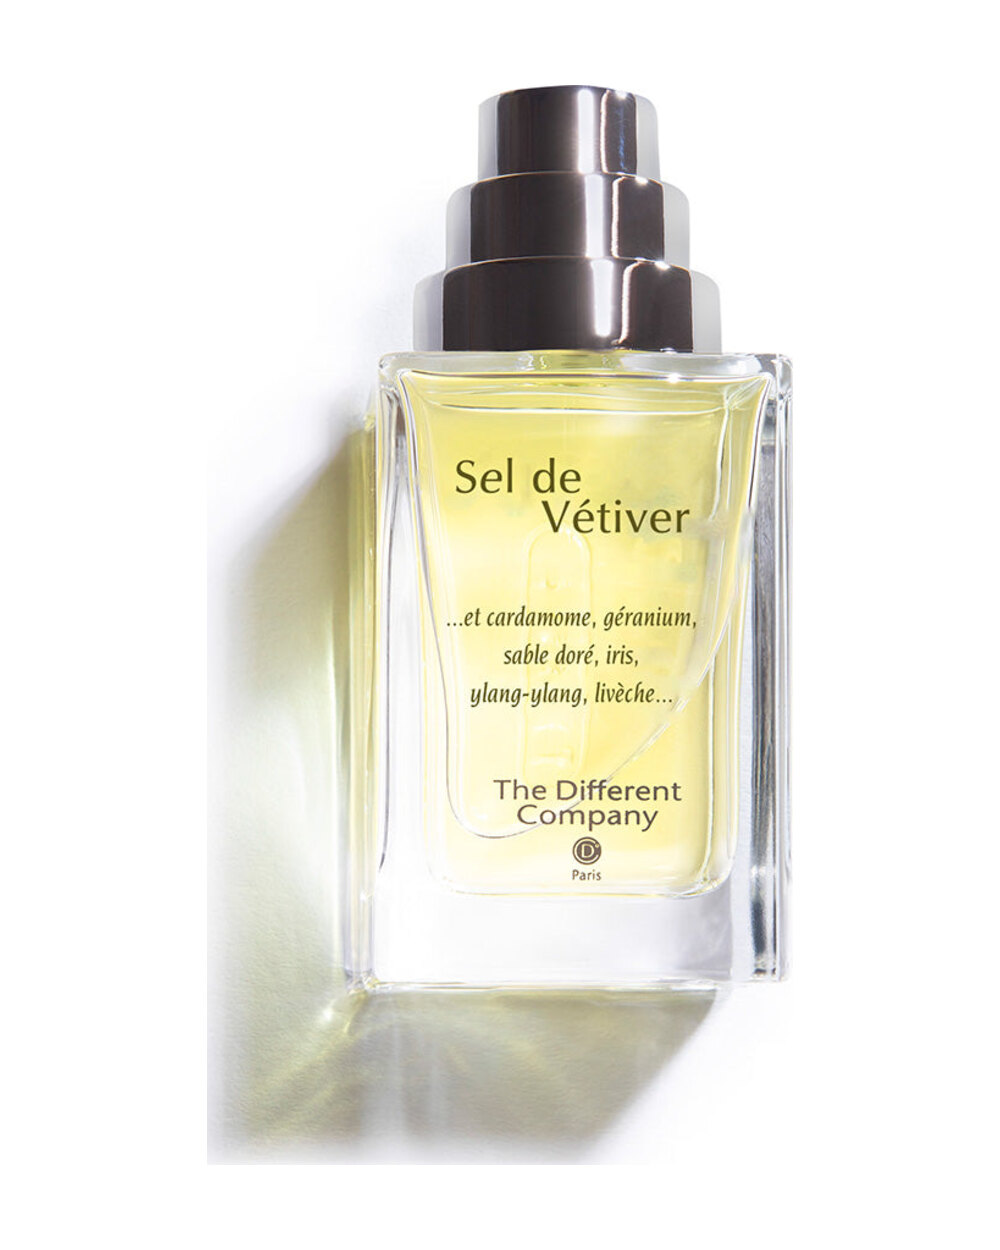 Sel de
Vétiver
...et cardamome, géranium,
sable doré, iris,
ylang-ylang, livèche...
The Different
Company
D
Paris